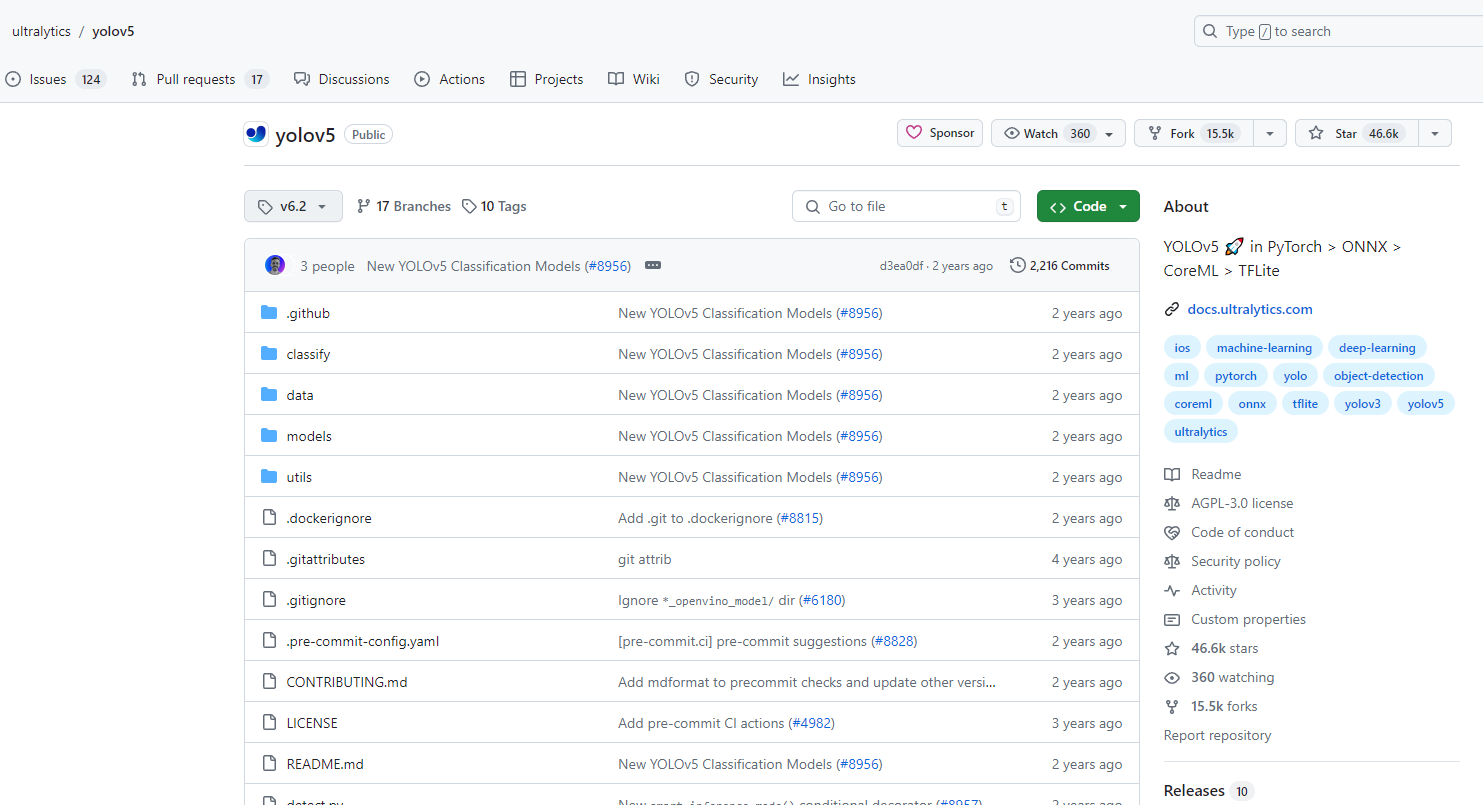 ultralytics / yolov5
Type / to search
Issues 124 Pull requests 17 Discussions Actions Projects Wiki Security Insights
yolov5 Public
Sponsor Watch 360 Fork 15.5k Star 46.6k
v6.2 17 Branches 10 Tags Go to file t <> Code
3 people New YOLOv5 Classification Models (#8956) d3ea0df · 2 years ago 2,216 Commits
.github New YOLOv5 Classification Models (#8956) 2 years ago
classify New YOLOv5 Classification Models (#8956) 2 years ago
data New YOLOv5 Classification Models (#8956) 2 years ago
models New YOLOv5 Classification Models (#8956) 2 years ago
utils New YOLOv5 Classification Models (#8956) 2 years ago
.dockerignore Add .git to .dockerignore (#8815) 2 years ago
.gitattributes git attrib 4 years ago
.gitignore Ignore *_openvino_model/ dir (#6180) 3 years ago
.pre-commit-config.yaml [pre-commit.ci] pre-commit suggestions (#8828) 2 years ago
CONTRIBUTING.md Add mdformat to precommit checks and update other versi... 2 years ago
LICENSE Add pre-commit CI actions (#4982) 3 years ago
README.md New YOLOv5 Classification Models (#8956) 2 years ago
detect.py New smart_inference_mode() conditional decorator (#8957) 2 years ago
About
YOLOv5 🚀 in PyTorch > ONNX >
CoreML > TFLite
docs.ultralytics.com
ios machine-learning deep-learning
ml pytorch yolo object-detection
coreml onnx tflite yolov3 yolov5
ultralytics
Readme
AGPL-3.0 license
Code of conduct
Security policy
Activity
Custom properties
46.6k stars
360 watching
15.5k forks
Report repository
Releases 10